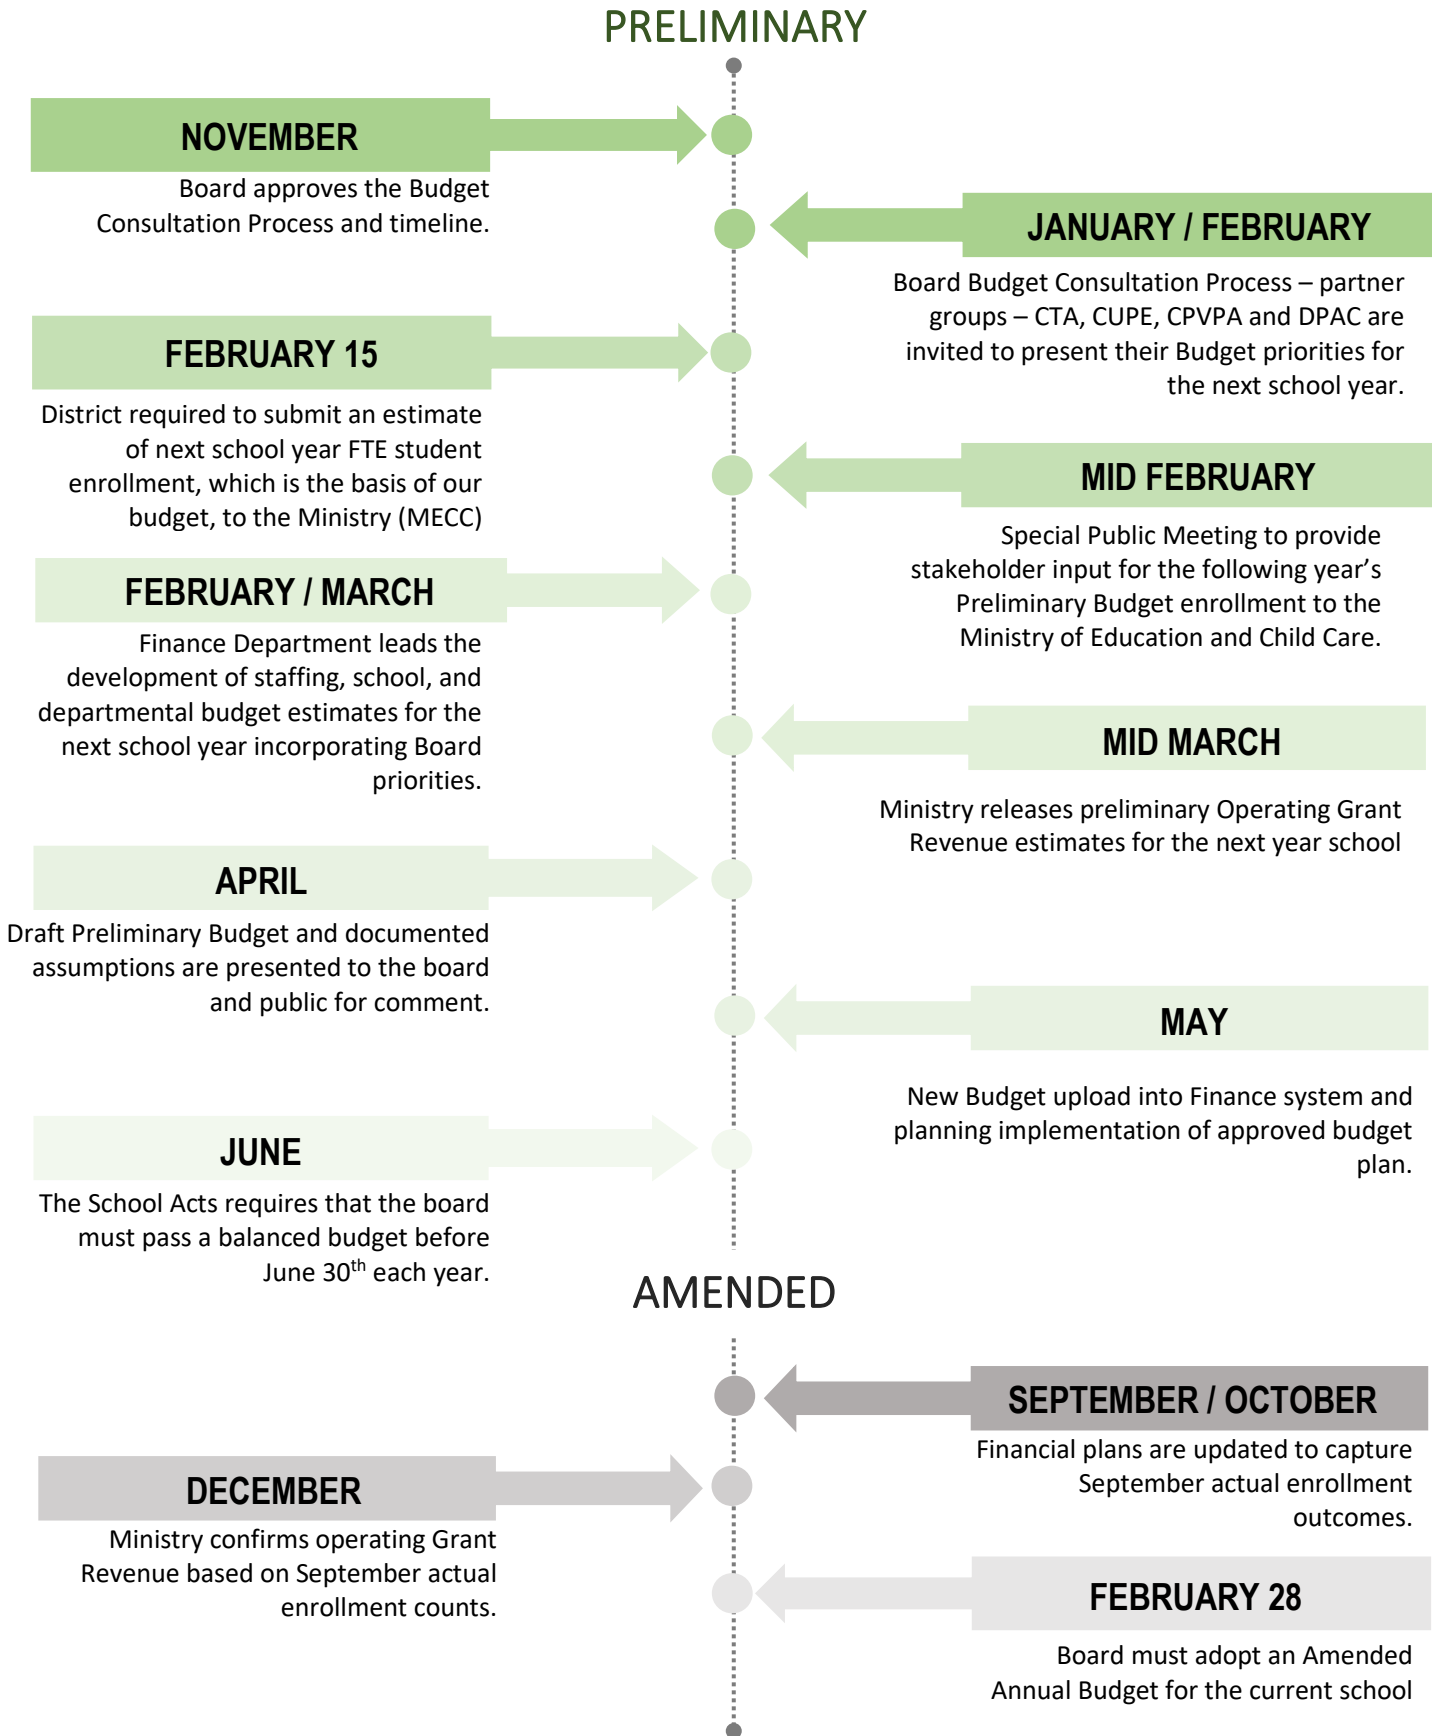 PRELIMINARY
NOVEMBER
Board approves the Budget
Consultation Process and timeline.
JANUARY / FEBRUARY
Board Budget Consultation Process – partner
groups – CTA, CUPE, CPVPA and DPAC are
invited to present their Budget priorities for
the next school year.
FEBRUARY 15
District required to submit an estimate
of next school year FTE student
enrollment, which is the basis of our
budget, to the Ministry (MECC)
MID FEBRUARY
Special Public Meeting to provide
stakeholder input for the following year’s
Preliminary Budget enrollment to the
Ministry of Education and Child Care.
FEBRUARY / MARCH
Finance Department leads the
development of staffing, school, and
departmental budget estimates for the
next school year incorporating Board
priorities.
MID MARCH
Ministry releases preliminary Operating Grant
Revenue estimates for the next year school
APRIL
Draft Preliminary Budget and documented
assumptions are presented to the board
and public for comment.
MAY
New Budget upload into Finance system and
planning implementation of approved budget
plan.
JUNE
The School Acts requires that the board
must pass a balanced budget before
June 30th each year.
AMENDED
SEPTEMBER / OCTOBER
Financial plans are updated to capture
September actual enrollment
outcomes.
DECEMBER
Ministry confirms operating Grant
Revenue based on September actual
enrollment counts.
FEBRUARY 28
Board must adopt an Amended
Annual Budget for the current school